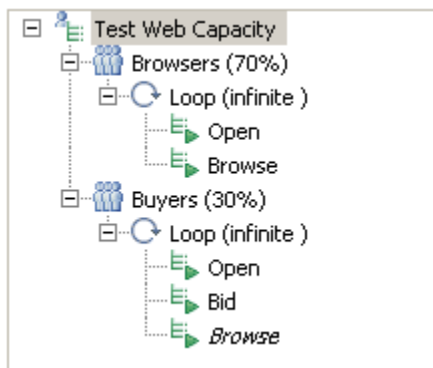 Test Web Capacity
Browsers (70%)
Loop (infinite )
Open
Browse
Buyers (30%)
Loop (infinite )
Open
Bid
Browse